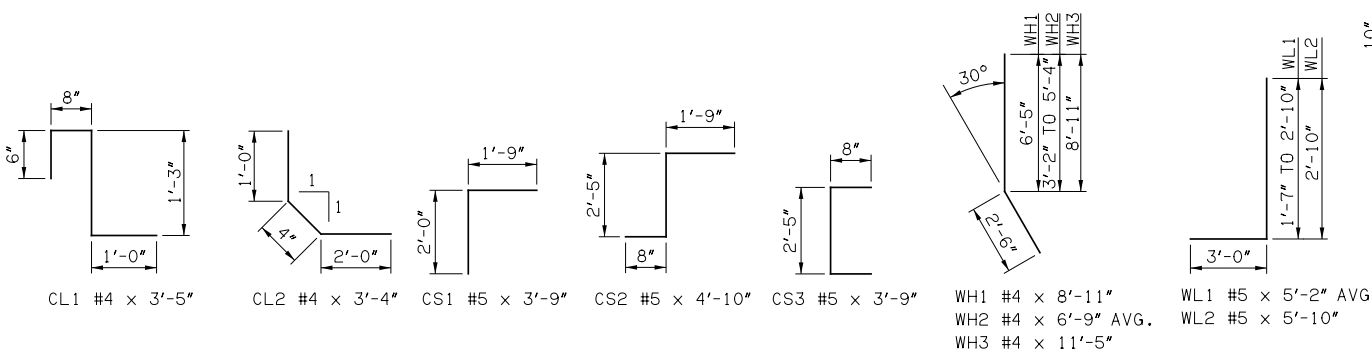 8"
6"
1'-3"
1'-0"
CL1 #4 x 3'-5"
1'-0"
1
1
4"
2'-0"
CL2 #4 x 3'-4"
1'-9"
2'-0"
CS1 #5 x 3'-9"
1'-9"
2'-5"
8"
CS2 #5 x 4'-10"
8"
2'-5"
CS3 #5 x 3'-9"
30°
WH1
WH2
WH3
6'-5"
3'-2" TO 5'-4"
8'-11"
2'-6"
WH1 #4 x 8'-11"
WH2 #4 x 6'-9" AVG.
WH3 #4 x 11'-5"
WL1
WL2
1'-7" TO 2'-10"
2'-10"
3'-0"
WL1 #5 x 5'-2" AVG
WL2 #5 x 5'-10"
10"